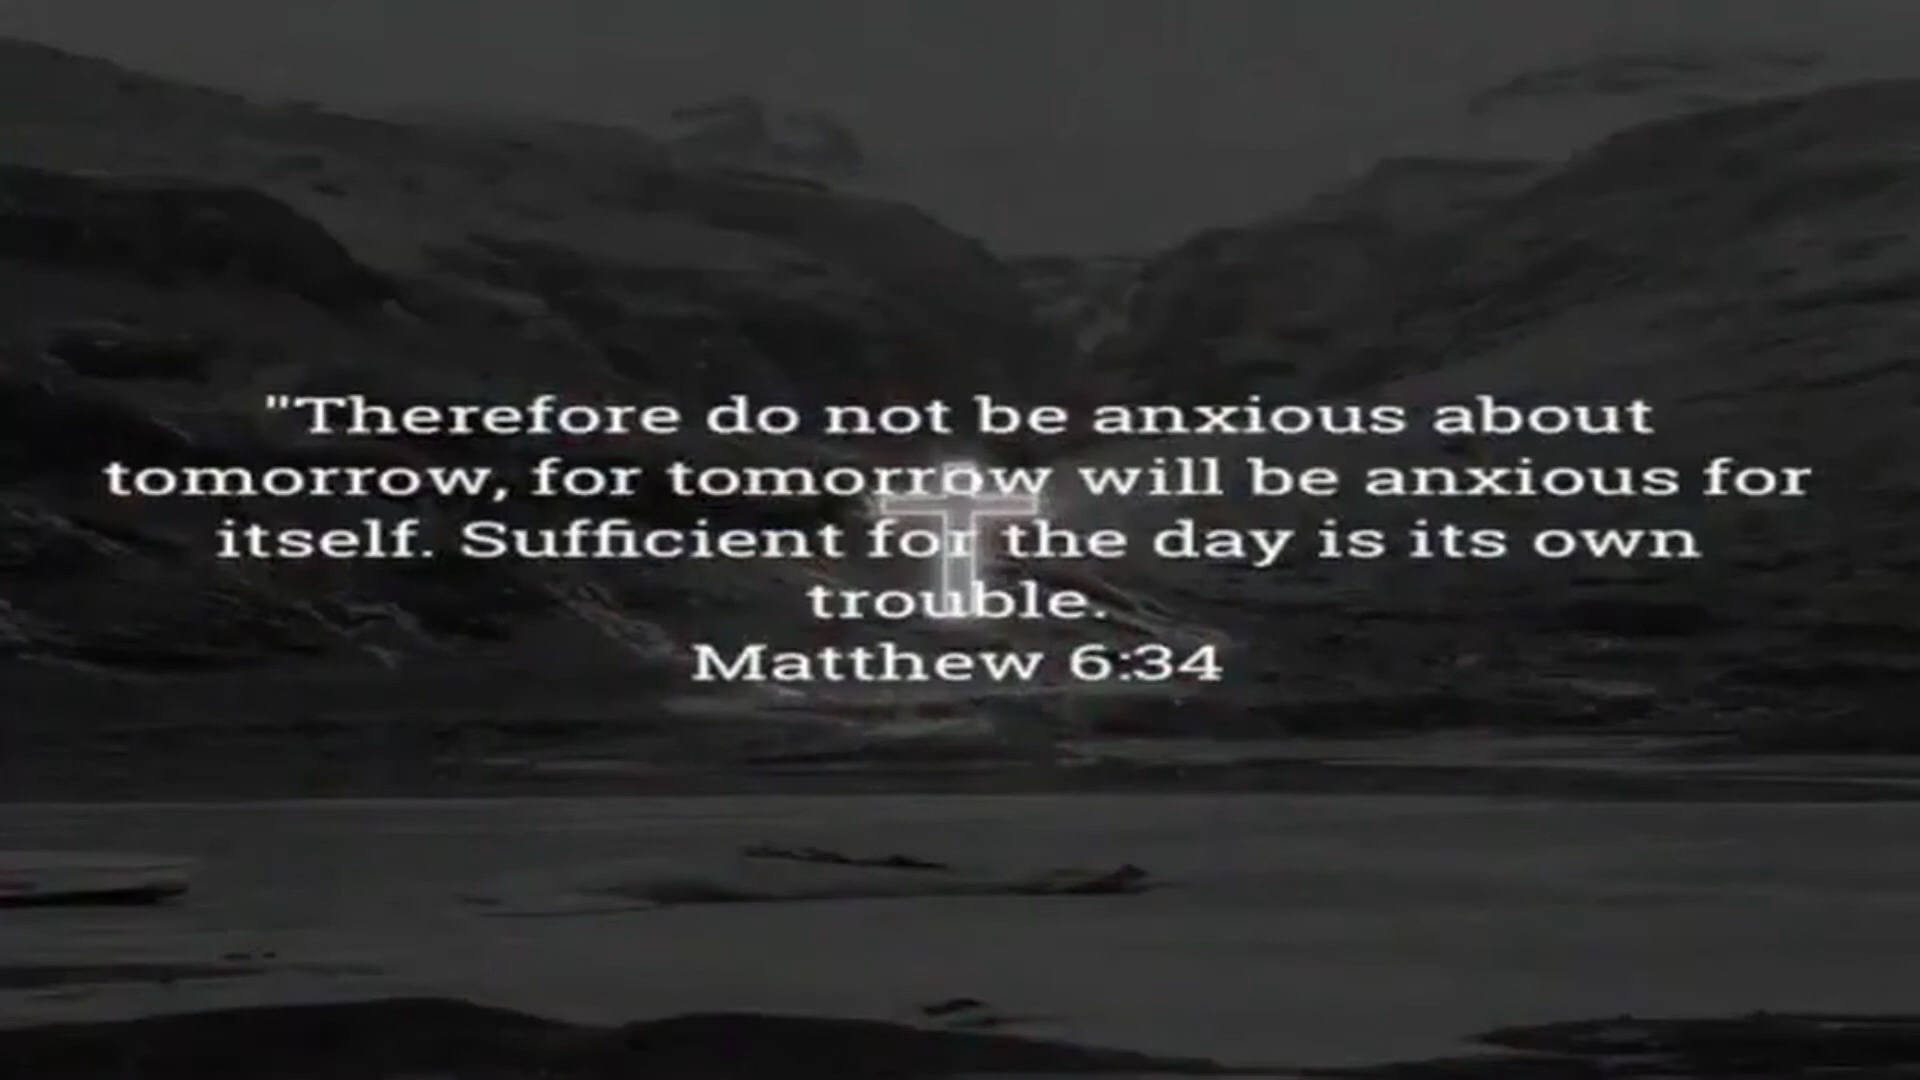 "Therefore do not be anxious about
tomorrow, for tomorrow will be anxious for
itself. Sufficient for the day is its own
trouble.
Matthew 6:34